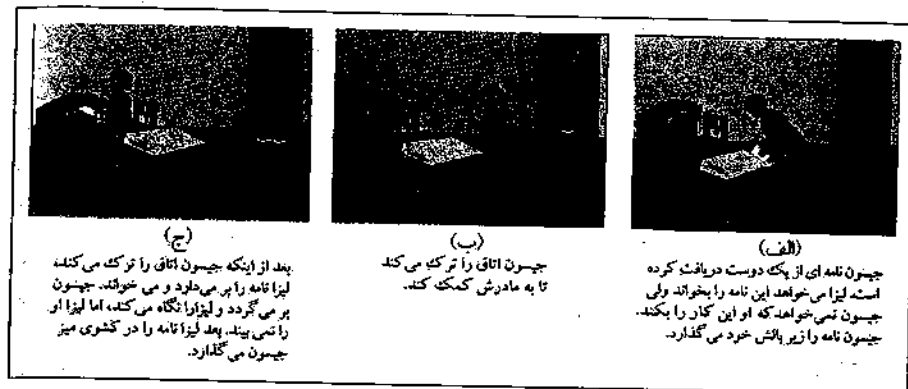 (الف)
جیسون نامه ای از یک دوست دریافت کرده
است. لیزا می‌خواهد این نامه را بخواند ولی
جیسون نمی‌خواهد که او این کار را بکند.
جیسون نامه را زیر بالش خود می‌گذارد.
(ب)
جیسون اتاق را ترک می‌کند
تا به مادرش کمک کند.
(ج)
بعد از اینکه جیسون اتاق را ترک می‌کند،
لیزا نامه را بر می‌دارد و می خواند. جیسون
بر می‌گردد و لیزارا نگاه می‌کند، اما لیزا او
را نمی‌بیند. بعد لیزا نامه را در کشوی میز
جیسون می‌گذارد.